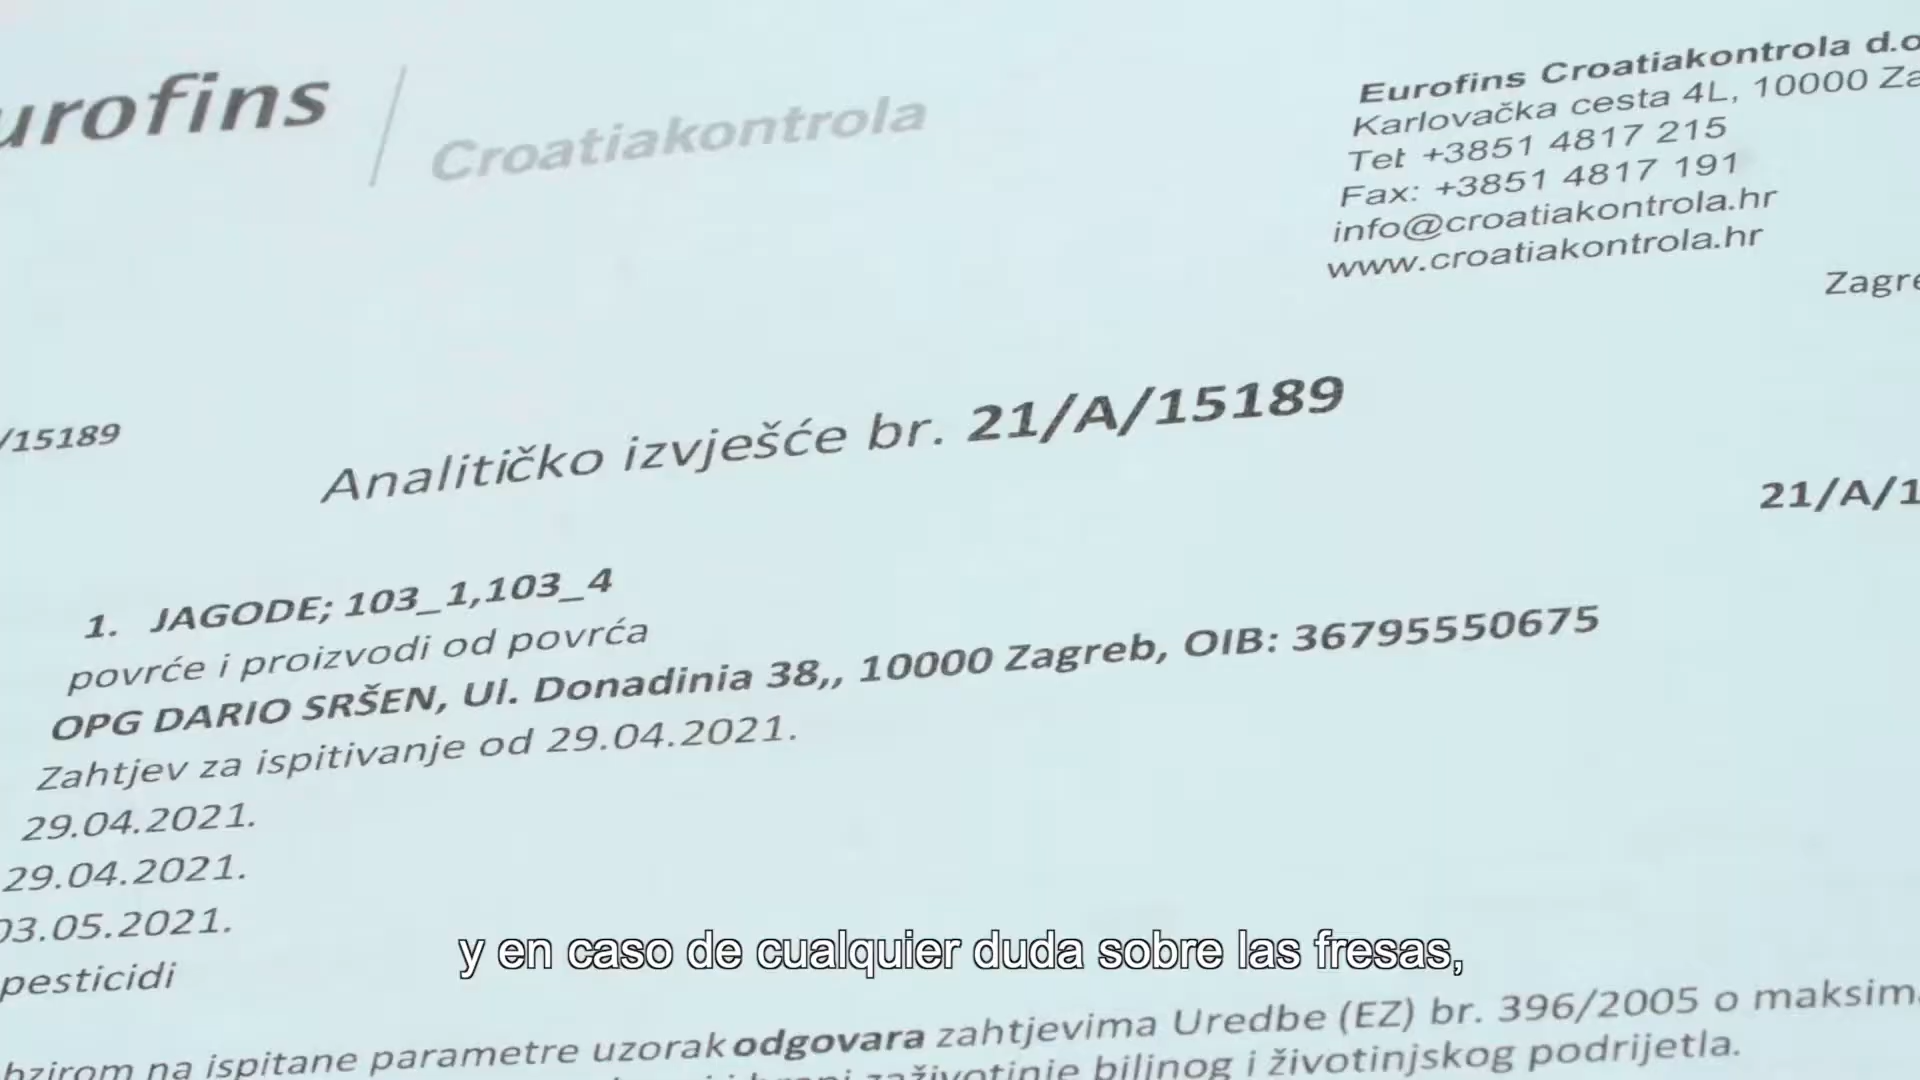 urofins
Croatiakontrola
Eurofins Croatiakontrola d.o
Karlovačka cesta 4L, 10000 Za
Tel: +3851 4817 215
Fax: +3851 4817 191
info@croatiakontrola.hr
www.croatiakontrola.hr
Zagre
/15189
Analitičko izvješće br. 21/A/15189
21/A/1
1. JAGODE; 103_1,103_4
povrće i proizvodi od povrća
OPG DARIO SRŠEN, Ul. Donadinia 38,, 10000 Zagreb, OIB: 36795550675
Zahtjev za ispitivanje od 29.04.2021.
29.04.2021.
29.04.2021.
03.05.2021.
pesticidi
y en caso de cualquier duda sobre las fresas,
bzirom na ispitane parametre uzorak odgovara zahtjevima Uredbe (EZ) br. 396/2005 o maksim
životinje biljnog i životinjskog podrijetla.